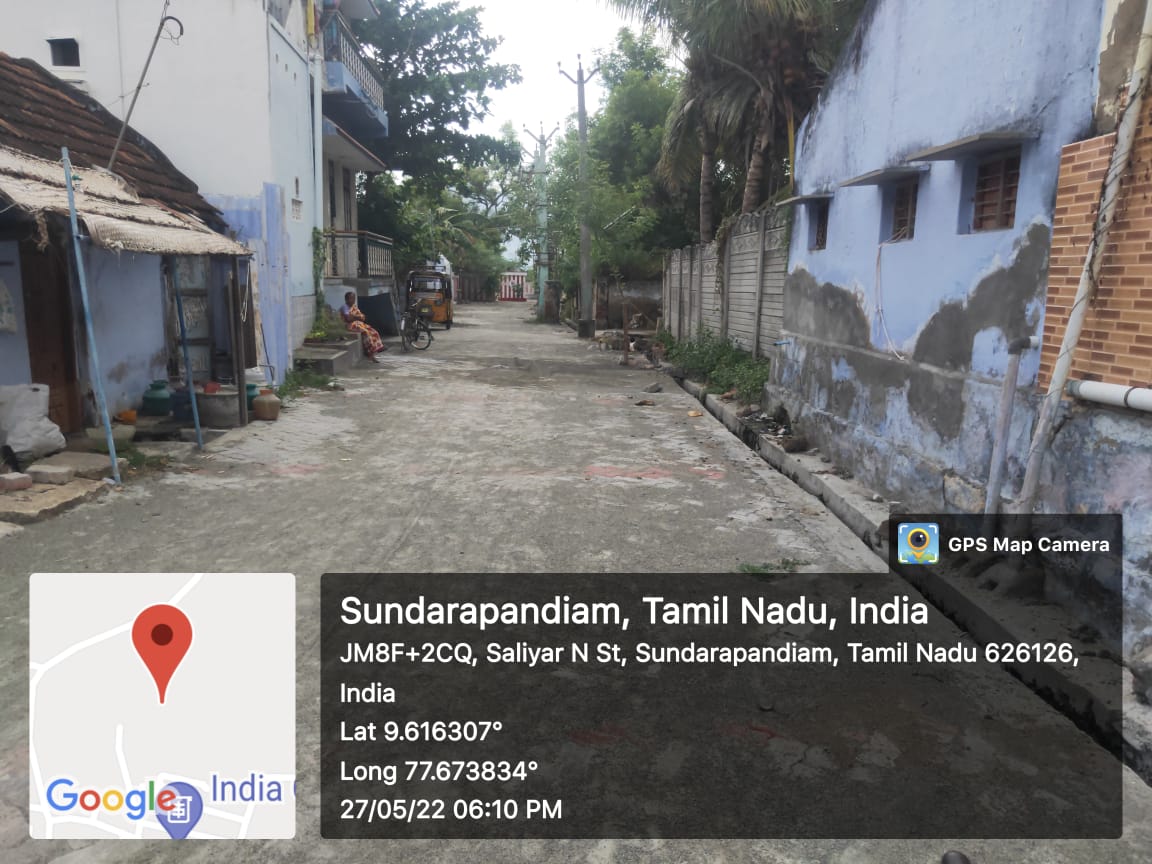 GPS Map Camera
Sundarapandiam, Tamil Nadu, India
JM8F+2CQ, Saliyar N St, Sundarapandiam, Tamil Nadu 626126,
India
Lat 9.616307°
Long 77.673834°
27/05/22 06:10 PM
Google
India